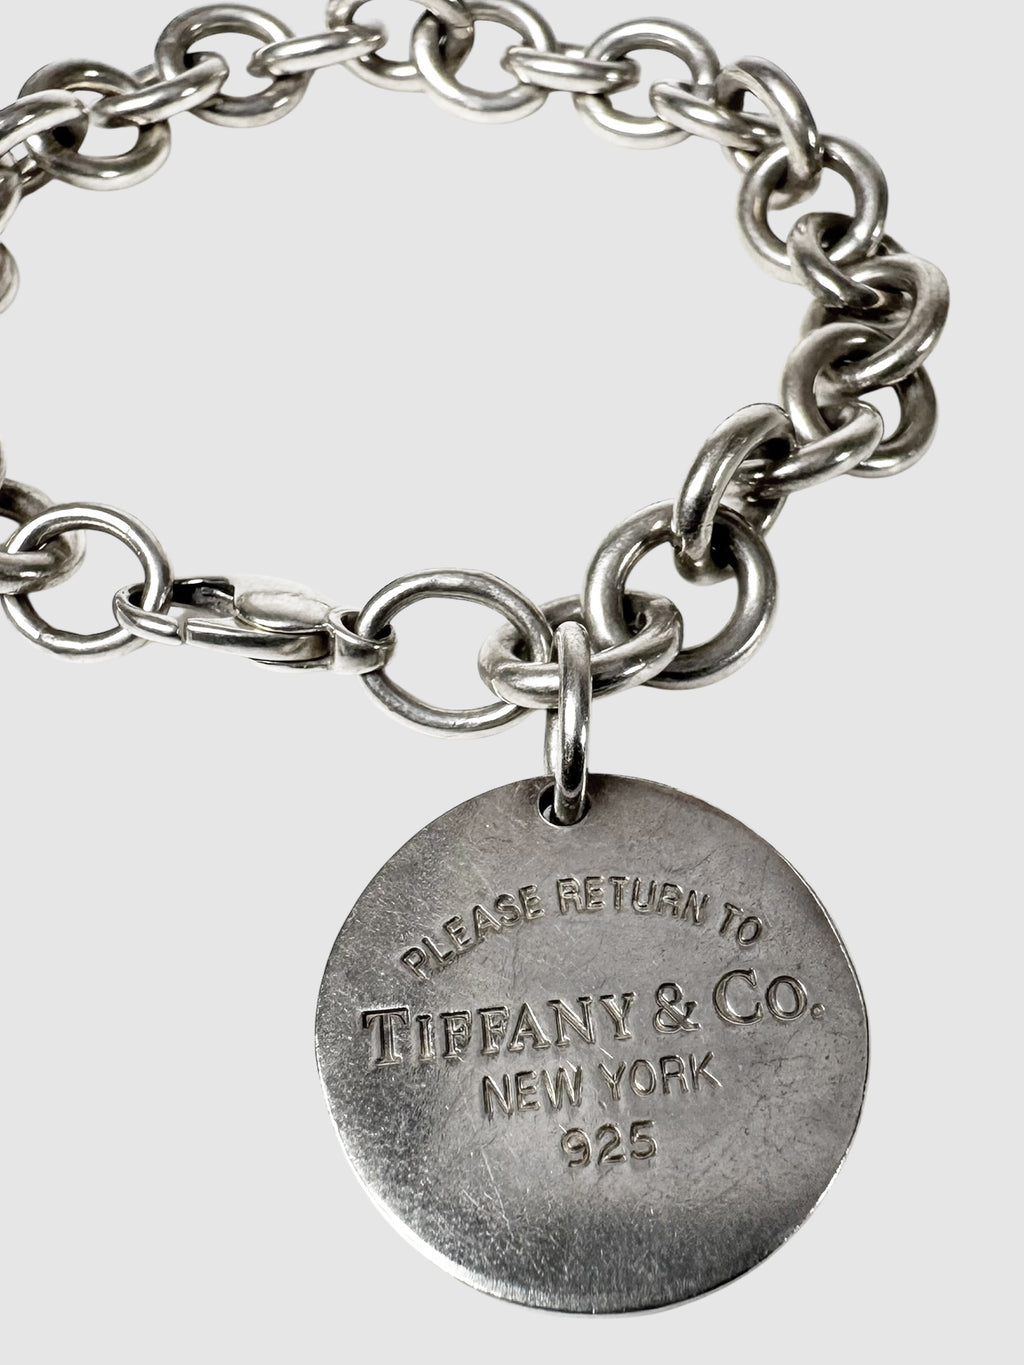 PLEASE RETURN TO
TIFFANY & CO.
NEW YORK
925